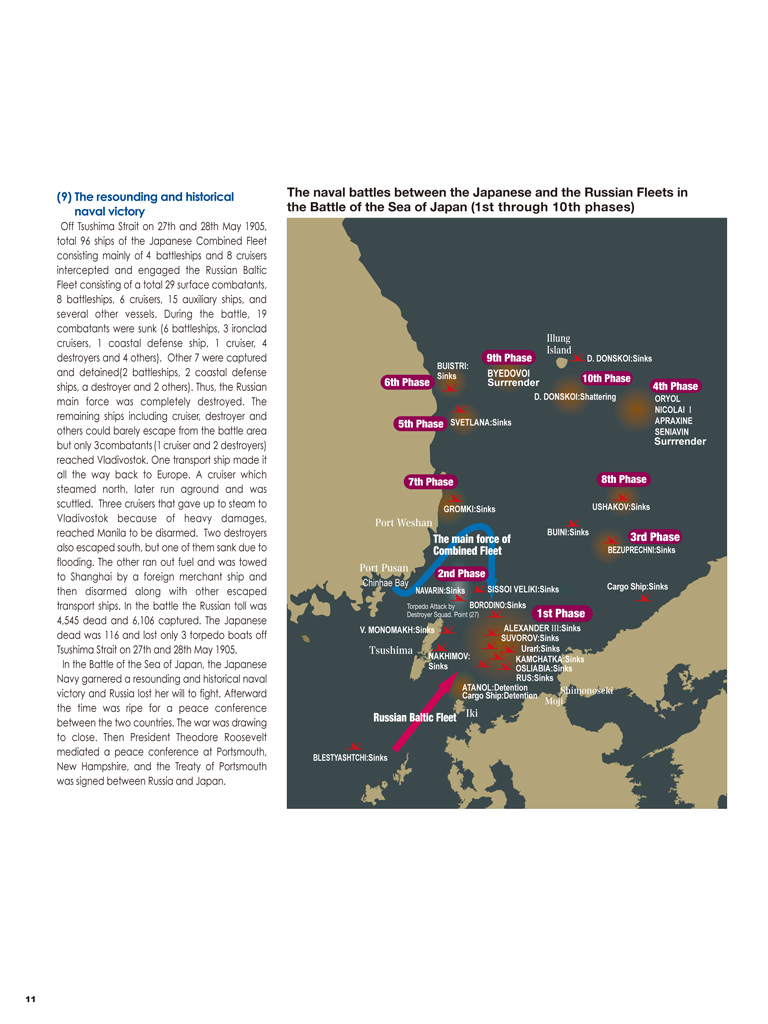 (9) The resounding and historical
naval victory
Off Tsushima Strait on 27th and 28th May 1905,
total 96 ships of the Japanese Combined Fleet
consisting mainly of 4 battleships and 8 cruisers
intercepted and engaged the Russian Baltic
Fleet consisting of a total 29 surface combatants,
8 battleships, 6 cruisers, 15 auxiliary ships, and
several other vessels. During the battle, 19
combatants were sunk (6 battleships, 3 ironclad
cruisers, 1 coastal defense ship, 1 cruiser, 4
destroyers and 4 others). Other 7 were captured
and detained(2 battleships, 2 coastal defense
ships, a destroyer and 2 others). Thus, the Russian
main force was completely destroyed. The
remaining ships including cruiser, destroyer and
others could barely escape from the battle area
but only 3combatants (1 cruiser and 2 destroyers)
reached Vladivostok. One transport ship made it
all the way back to Europe. A cruiser which
steamed north, later run aground and was
scuttled. Three cruisers that gave up to steam to
Vladivostok because of heavy damages,
reached Manila to be disarmed. Two destroyers
also escaped south, but one of them sank due to
flooding. The other ran out fuel and was towed
to Shanghai by a foreign merchant ship and
then disarmed along with other escaped
transport ships. In the battle the Russian toll was
4,545 dead and 6,106 captured. The Japanese
dead was 116 and lost only 3 torpedo boats off
Tsushima Strait on 27th and 28th May 1905.
In the Battle of the Sea of Japan, the Japanese
Navy garnered a resounding and historical naval
victory and Russia lost her will to fight. Afterward
the time was ripe for a peace conference
between the two countries. The war was drawing
to close. Then President Theodore Roosevelt
mediated a peace conference at Portsmouth,
New Hampshire, and the Treaty of Portsmouth
was signed between Russia and Japan.
The naval battles between the Japanese and the Russian Fleets in
the Battle of the Sea of Japan (1st through 10th phases)
Illung
Island
D. DONSKOI:Sinks
9th Phase
BYEDOVOI
Surrrender
BUISTRI:
Sinks
6th Phase
10th Phase
D. DONSKOI:Shattering
4th Phase
ORYOL
NICOLAI I
APRAXINE
SENIAVIN
Surrrender
5th Phase
SVETLANA:Sinks
7th Phase
GROMKI:Sinks
8th Phase
USHAKOV:Sinks
Port Weshan
BUINI:Sinks
3rd Phase
BEZUPRECHNI:Sinks
The main force of
Combined Fleet
Port Pusan
Chinhae Bay
2nd Phase
NAVARIN:Sinks
SISSOI VELIKI:Sinks
Cargo Ship:Sinks
Torpedo Attack by
Destroyer Squad. Point (27)
BORODINO:Sinks
1st Phase
V. MONOMAKH:Sinks
ALEXANDER III:Sinks
SUVOROV:Sinks
Urarl:Sinks
Tsushima
NAKHIMOV:
Sinks
KAMCHATKA:Sinks
OSLIABIA:Sinks
RUS:Sinks
ATANOL:Detention
Cargo Ship:Detention
Shimonoseki
Moji
Russian Baltic Fleet
Iki
BLESTYASHTCHI:Sinks
11